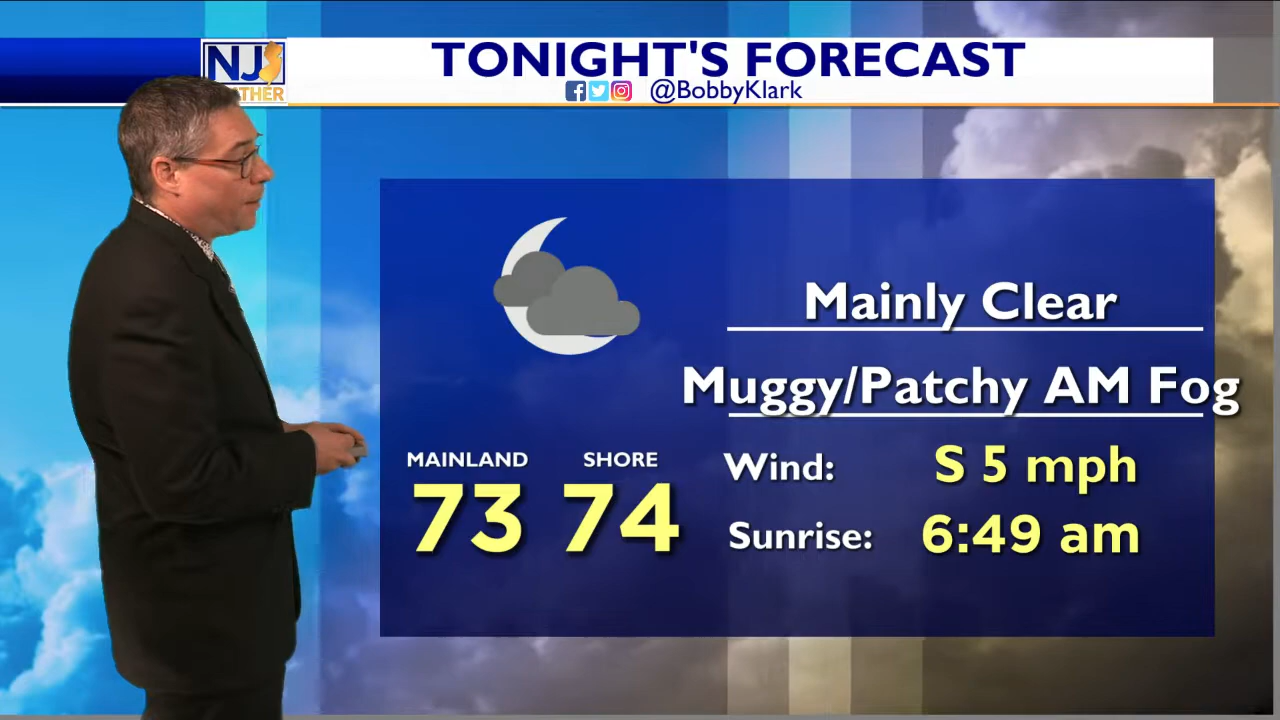 NJ
TONIGHT'S FORECAST
@BobbyKlark
Mainly Clear
Muggy/Patchy AM Fog
MAINLAND SHORE
73 74
Wind: S 5 mph
Sunrise: 6:49 am